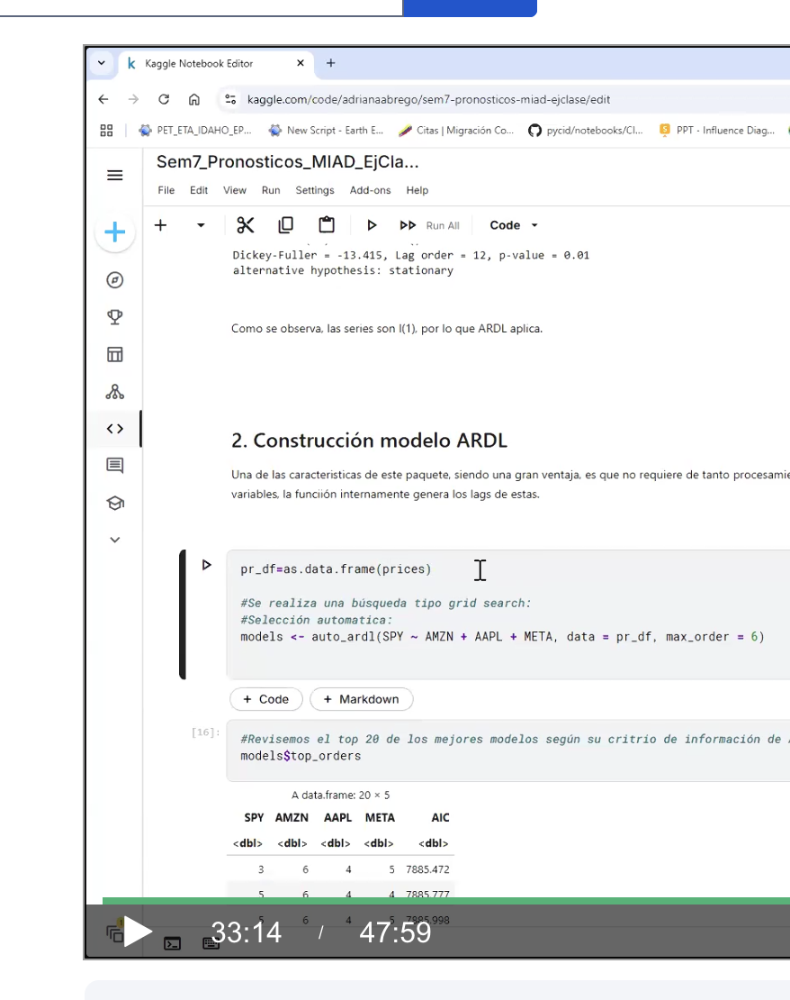 Kaggle Notebook Editor
kaggle.com/code/adrianaabrego/sem7-pronosticos-miad-ejclase/edit
PET_ETA_IDAHO_EP...
New Script - Earth E...
Citas | Migración Co...
pycid/notebooks/Cl...
PPT - Influence Diag...
Sem7_Pronosticos_MIAD_EjCla...
File Edit View Run Settings Add-ons Help
Run All
Code
Dickey-Fuller = -13.415, Lag order = 12, p-value = 0.01
alternative hypothesis: stationary
Como se observa, las series son I(1), por lo que ARDL aplica.
2. Construcción modelo ARDL
Una de las caracteristicas de este paquete, siendo una gran ventaja, es que no requiere de tanto procesamie
variables, la funciión internamente genera los lags de estas.
pr_df=as.data.frame(prices)
#Se realiza una búsqueda tipo grid search:
#Selección automatica:
models <- auto_ardl(SPY ~ AMZN + AAPL + META, data = pr_df, max_order = 6)
+ Code
+ Markdown
[16]:
#Revisemos el top 20 de los mejores modelos según su critrio de información de
models$top_orders
A data.frame: 20 × 5
SPY AMZN AAPL META AIC
<dbl> <dbl> <dbl> <dbl> <dbl>
3 6 4 5 7885.472
5 6 4 4 7885.777
5 6 4 5 7885.998
33:14 / 47:59